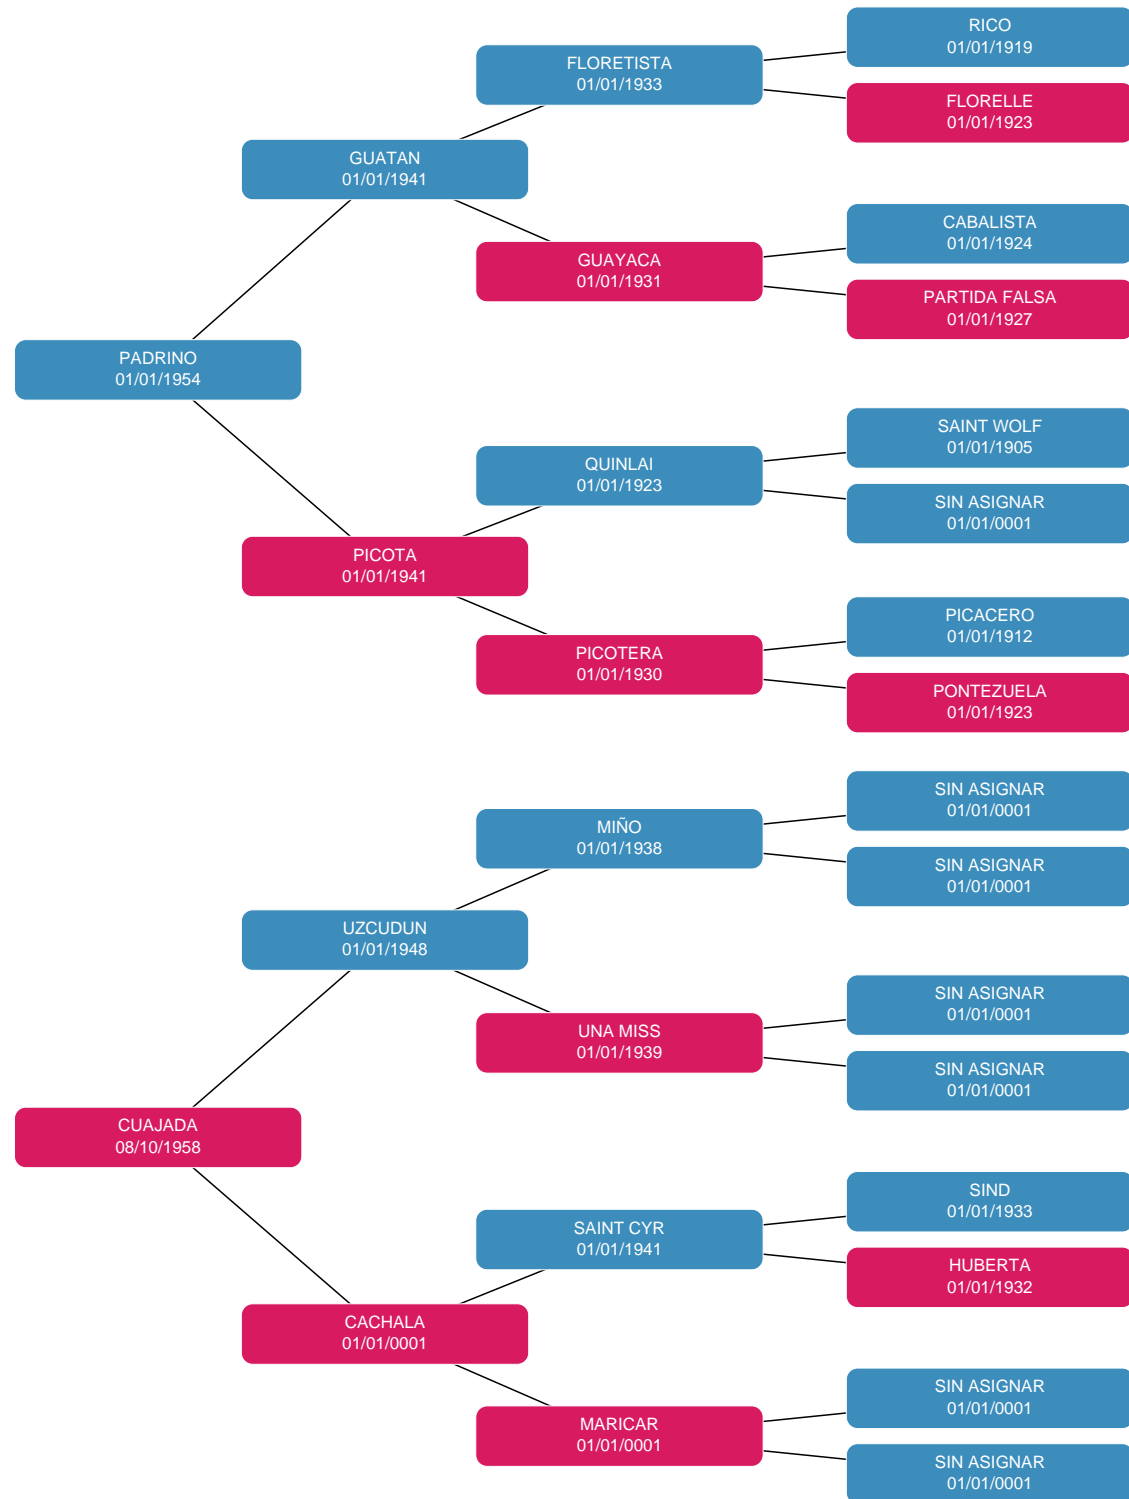 RICO
01/01/1919
FLORETISTA
01/01/1933
FLORELLE
01/01/1923
GUATAN
01/01/1941
CABALISTA
01/01/1924
GUAYACA
01/01/1931
PARTIDA FALSA
01/01/1927
PADRINO
01/01/1954
SAINT WOLF
01/01/1905
QUINLAI
01/01/1923
SIN ASIGNAR
01/01/0001
PICOTA
01/01/1941
PICACERO
01/01/1912
PICOTERA
01/01/1930
PONTEZUELA
01/01/1923
SIN ASIGNAR
01/01/0001
MIÑO
01/01/1938
SIN ASIGNAR
01/01/0001
UZCUDUN
01/01/1948
SIN ASIGNAR
01/01/0001
UNA MISS
01/01/1939
SIN ASIGNAR
01/01/0001
CUAJADA
08/10/1958
SIND
01/01/1933
SAINT CYR
01/01/1941
HUBERTA
01/01/1932
CACHALA
01/01/0001
SIN ASIGNAR
01/01/0001
MARICAR
01/01/0001
SIN ASIGNAR
01/01/0001